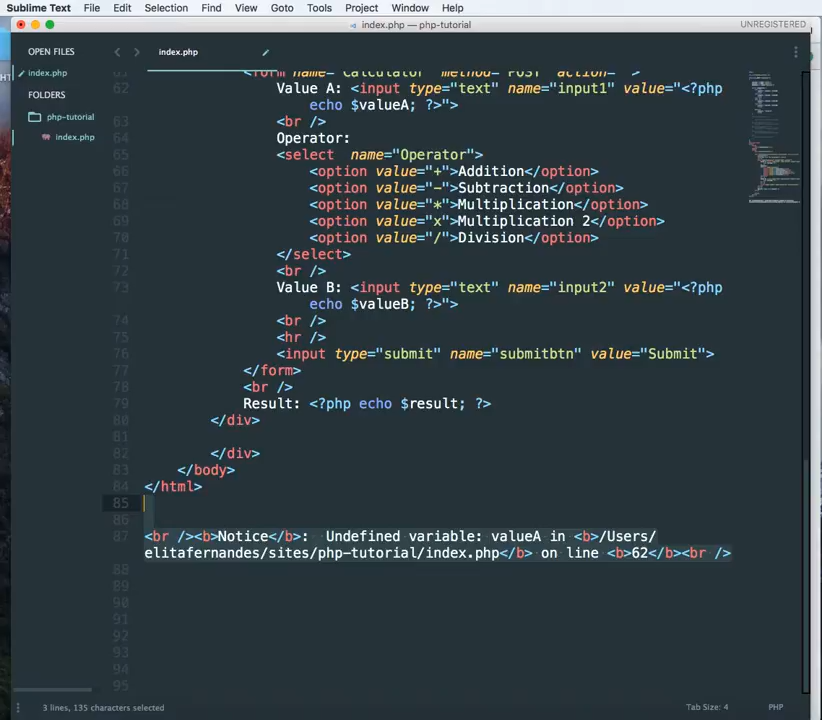 Sublime Text File Edit Selection Find View Goto Tools Project Window Help
index.php — php-tutorial UNREGISTERED
OPEN FILES
index.php
FOLDERS
php-tutorial
index.php
index.php
61 <form name="Calculator" method="POST" action="">
62 Value A: <input type="text" name="input1" value="<?php
echo $valueA; ?>">
63 <br />
64 Operator:
65 <select  name="Operator">
66 <option value="+">Addition</option>
67 <option value="-">Subtraction</option>
68 <option value="*">Multiplication</option>
69 <option value="x">Multiplication 2</option>
70 <option value="/">Division</option>
71 </select>
72 <br />
73 Value B: <input type="text" name="input2" value="<?php
echo $valueB; ?>">
74 <br />
75 <hr />
76 <input type="submit" name="submitbtn" value="Submit">
77 </form>
78 <br />
79 Result: <?php echo $result; ?>
80 </div>
81
82 </div>
83 </body>
84 </html>
85
86
87 <br /><b>Notice</b>:  Undefined variable: valueA in <b>/Users/
elitafernandes/sites/php-tutorial/index.php</b> on line <b>62</b><br />
88
89
90
91
92
93
94
95
3 lines, 135 characters selected Tab Size: 4 PHP